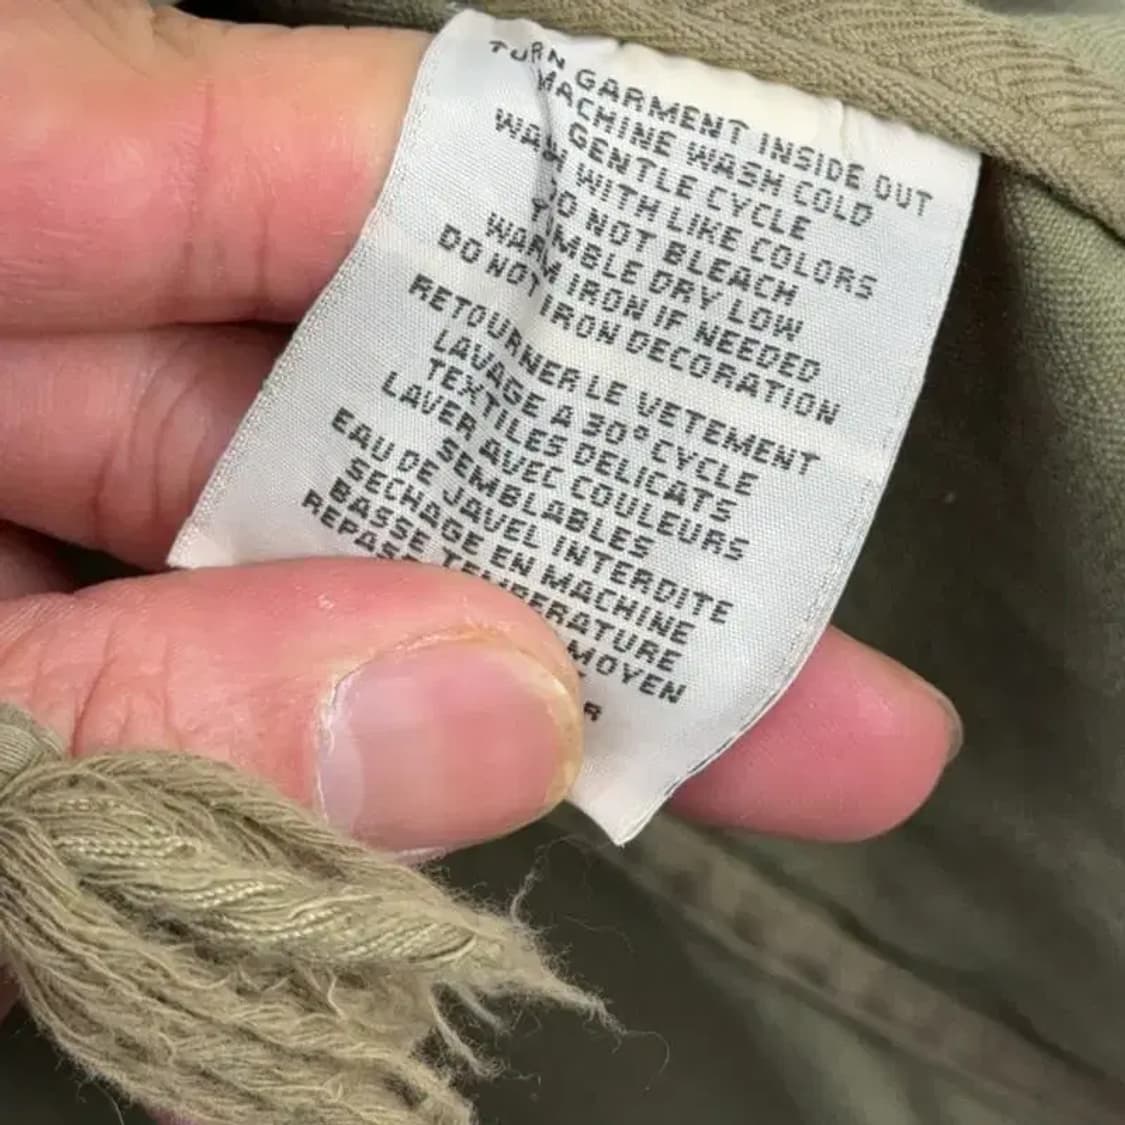 TURN GARMENT INSIDE OUT
MACHINE WASH COLD
GENTLE CYCLE
WASH WITH LIKE COLORS
DO NOT BLEACH
TUMBLE DRY LOW
WARM IRON IF NEEDED
DO NOT IRON DECORATION
RETOURNER LE VETEMENT
LAVAGE A 30° CYCLE
TEXTILES DELICATS
LAVER AVEC COULEURS
SEMBLABLES
EAU DE JAVEL INTERDITE
SECHAGE EN MACHINE
BASSE TEMPERATURE
MOYEN